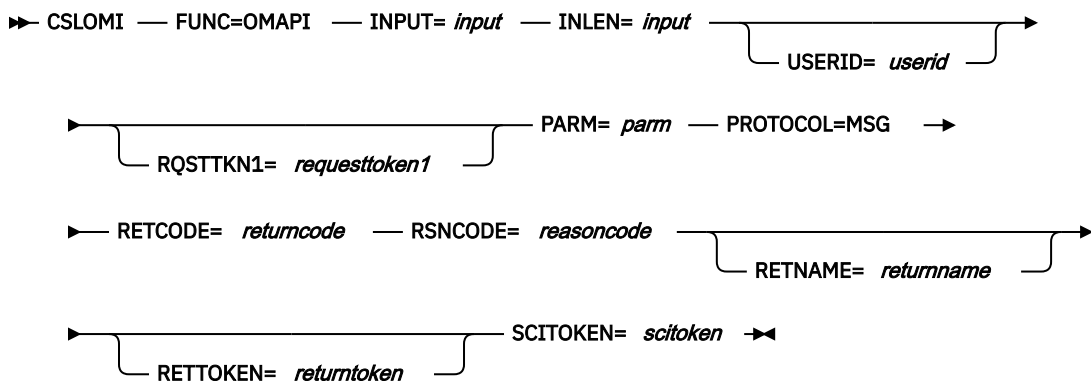 CSLOMI FUNC=OMAPI INPUT= input INLEN= input
USERID= userid
PARM= parm PROTOCOL=MSG
RQSTTKN1= requesttoken1
RETCODE= returncode RSNCODE= reasoncode
RETNAME= returnname
SCITOKEN= scitoken
RETTOKEN= returntoken